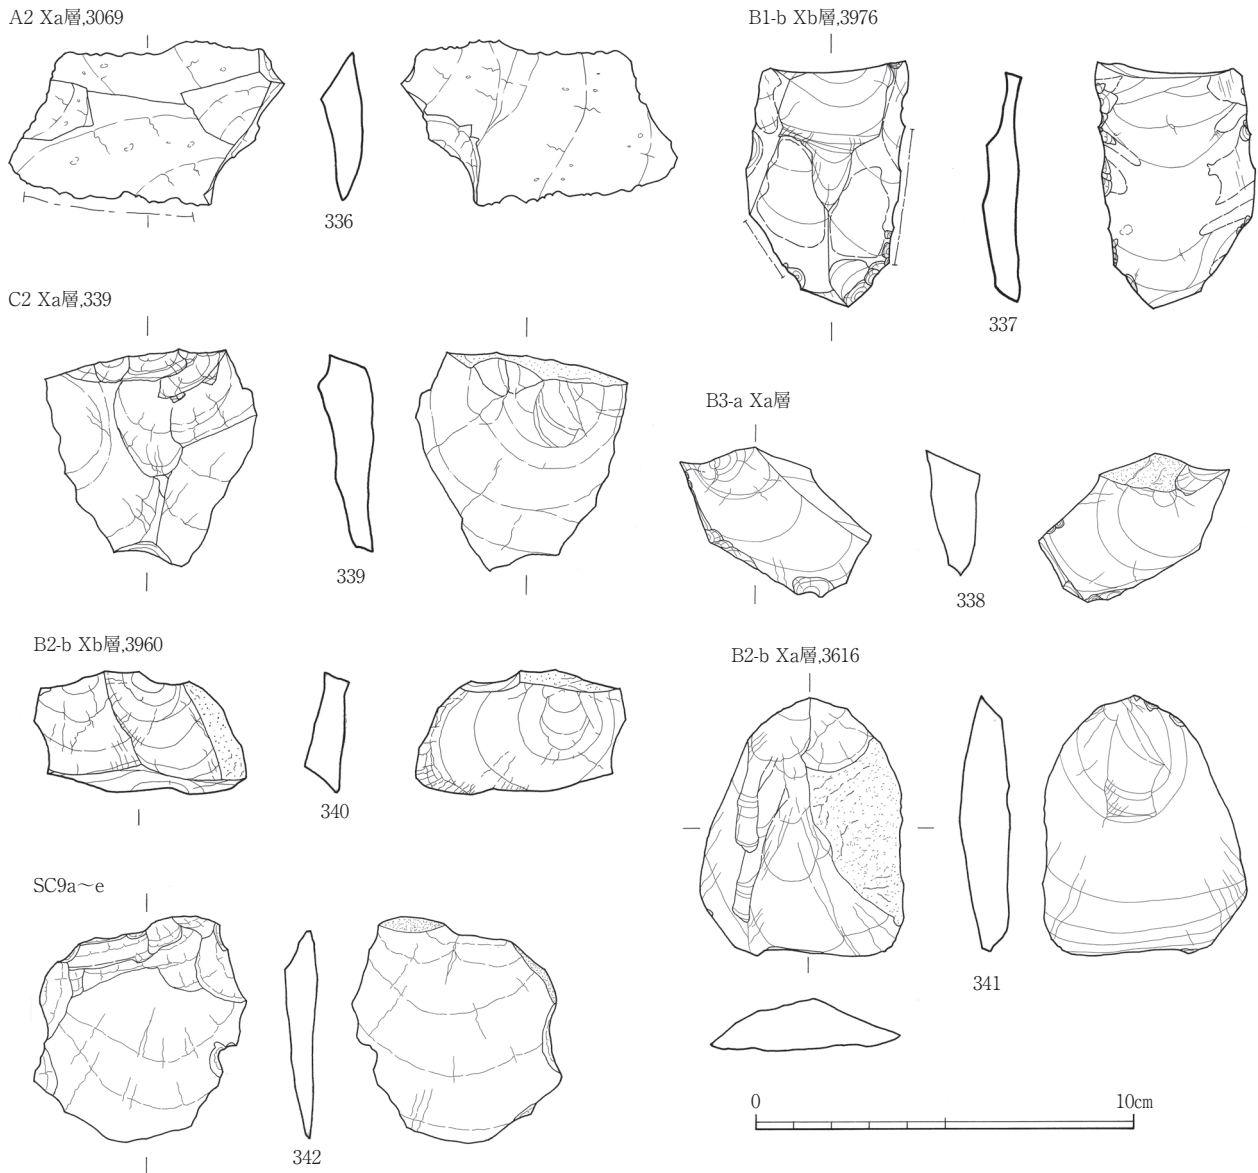 A2 Xa層,3069
336
B1-b Xb層,3976
337
C2 Xa層,339
339
B3-a Xa層
338
B2-b Xb層,3960
340
B2-b Xa層,3616
341
SC9a～e
342
0 10㎝